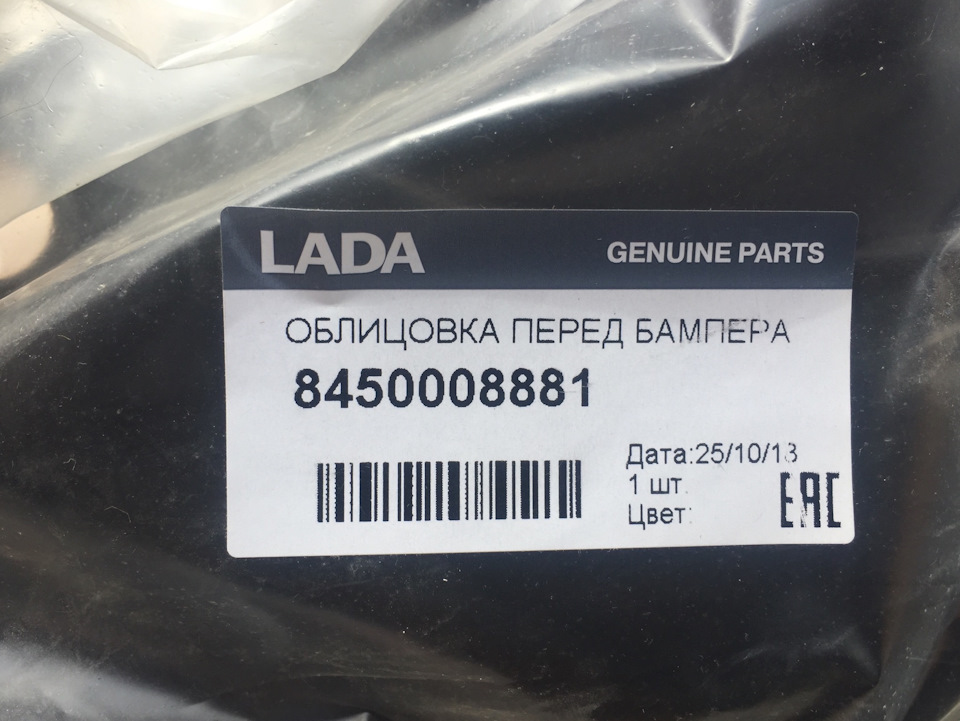 LADA GENUINE PARTS
ОБЛИЦОВКА ПЕРЕД БАМПЕРА
8450008881
Дата:25/10/18
1 шт.
Цвет:
EAC